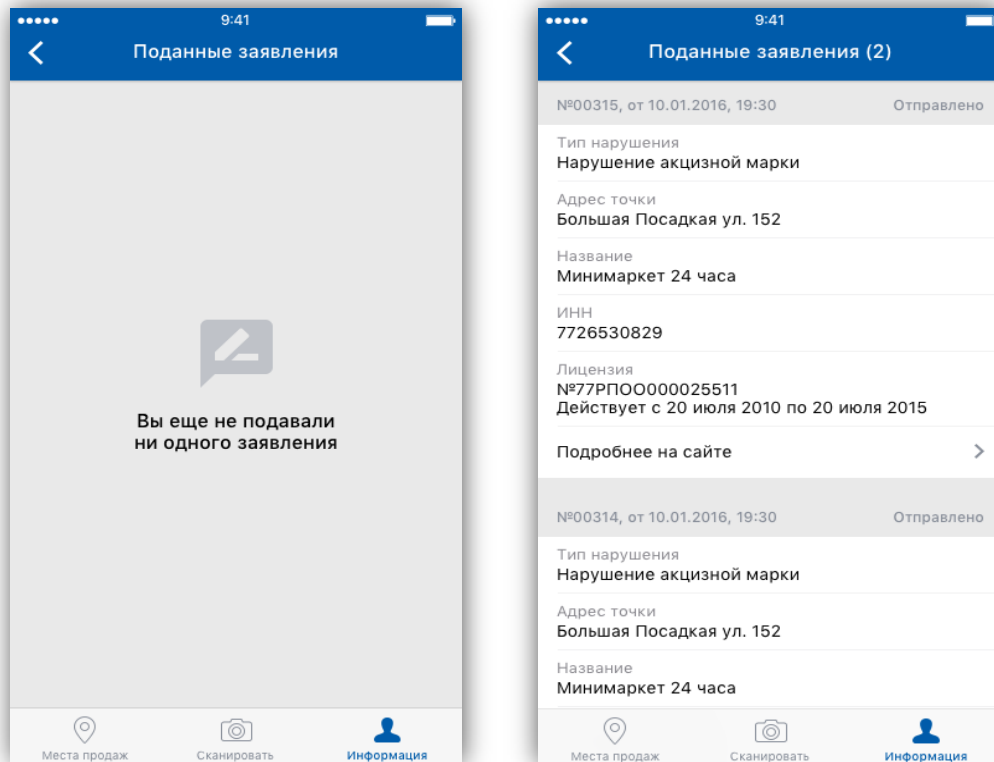 9:41
Поданные заявления
Вы еще не подавали
ни одного заявления
Места продаж
Сканировать
Информация
9:41
Поданные заявления (2)
№00315, от 10.01.2016, 19:30 Отправлено
Тип нарушения
Нарушение акцизной марки
Адрес точки
Большая Посадкая ул. 152
Название
Минимаркет 24 часа
ИНН
7726530829
Лицензия
№77РПОО000025511
Действует с 20 июля 2010 по 20 июля 2015
Подробнее на сайте
№00314, от 10.01.2016, 19:30 Отправлено
Тип нарушения
Нарушение акцизной марки
Адрес точки
Большая Посадкая ул. 152
Название
Минимаркет 24 часа
Места продаж
Сканировать
Информация